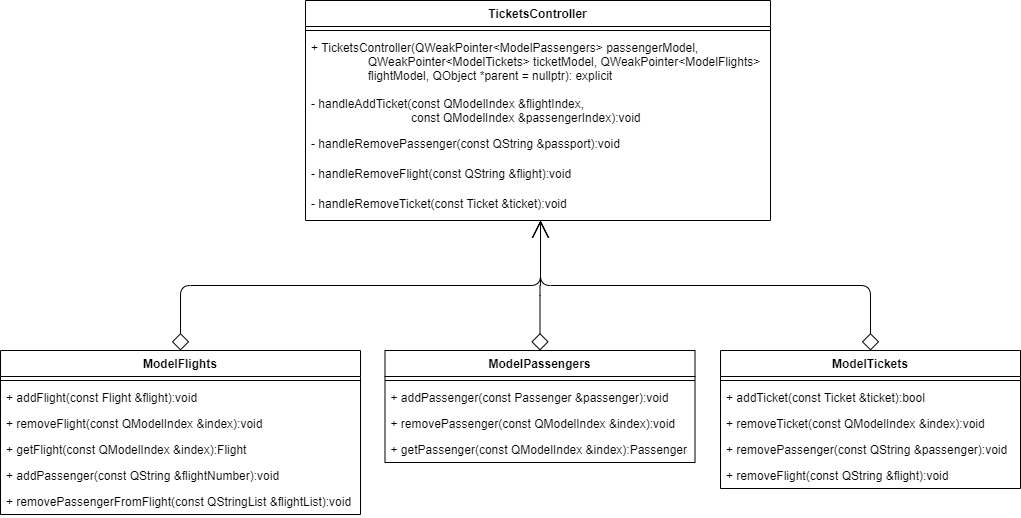 TicketsController
+ TicketsController(QWeakPointer<ModelPassengers> passengerModel,
QWeakPointer<ModelTickets> ticketModel, QWeakPointer<ModelFlights>
flightModel, QObject *parent = nullptr): explicit
- handleAddTicket(const QModelIndex &flightIndex,
const QModelIndex &passengerIndex):void
- handleRemovePassenger(const QString &passport):void
- handleRemoveFlight(const QString &flight):void
- handleRemoveTicket(const Ticket &ticket):void
ModelFlights
+ addFlight(const Flight &flight):void
+ removeFlight(const QModelIndex &index):void
+ getFlight(const QModelIndex &index):Flight
+ addPassenger(const QString &flightNumber):void
+ removePassengerFromFlight(const QStringList &flightList):void
ModelPassengers
+ addPassenger(const Passenger &passenger):void
+ removePassenger(const QModelIndex &index):void
+ getPassenger(const QModelIndex &index):Passenger
ModelTickets
+ addTicket(const Ticket &ticket):bool
+ removeTicket(const QModelIndex &index):void
+ removePassenger(const QString &passenger):void
+ removeFlight(const QString &flight):void